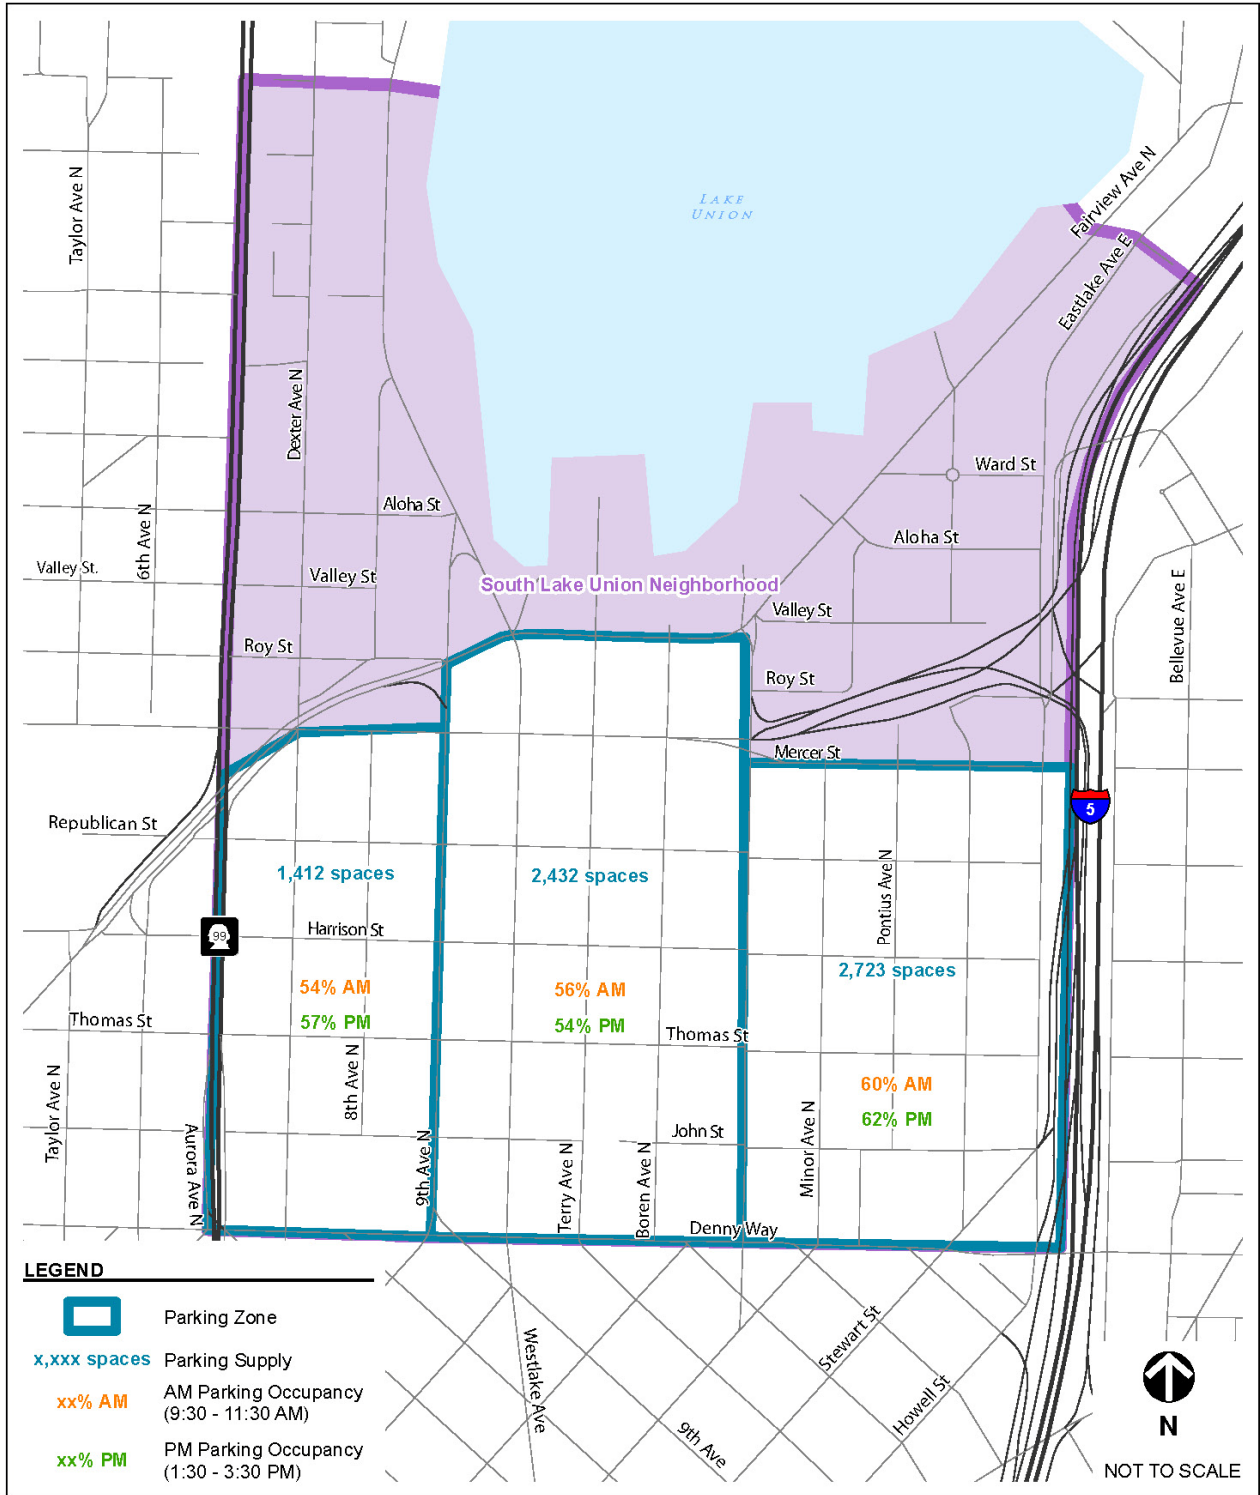 LAKE
UNION
Fairview Ave N
Taylor Ave N
Eastlake Ave E
Dexter Ave N
Ward St
Aloha St
6th Ave N
Aloha St
Valley St.
Valley St
South Lake Union Neighborhood
Bellevue Ave E
Valley St
Roy St
Roy St
Mercer St
5
Republican St
1,412 spaces
2,432 spaces
Pontius Ave N
Harrison St
99
2,723 spaces
54% AM
56% AM
57% PM
54% PM
Thomas St
Thomas St
8th Ave N
60% AM
62% PM
Taylor Ave N
Aurora Ave N
9th Ave N
Terry Ave N
Boren Ave N
John St
Minor Ave N
Denny Way
LEGEND
Parking Zone
x,xxx spaces Parking Supply
xx% AM AM Parking Occupancy
(9:30 - 11:30 AM)
xx% PM PM Parking Occupancy
(1:30 - 3:30 PM)
Westlake Ave
Stewart St
Howell St
9th Ave
N
NOT TO SCALE